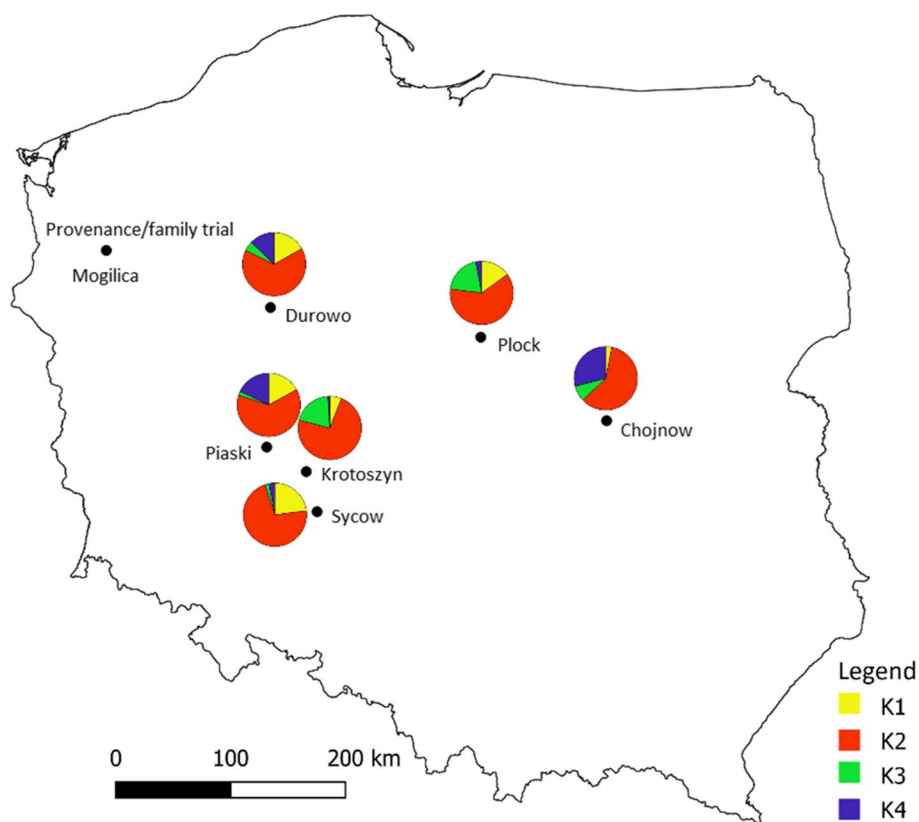 Provenance/family trial
Mogilica
Durowo
Plock
Chojnow
Piaski
Krotoszyn
Sycow
Legend
K1
K2
K3
K4
0 100 200 km